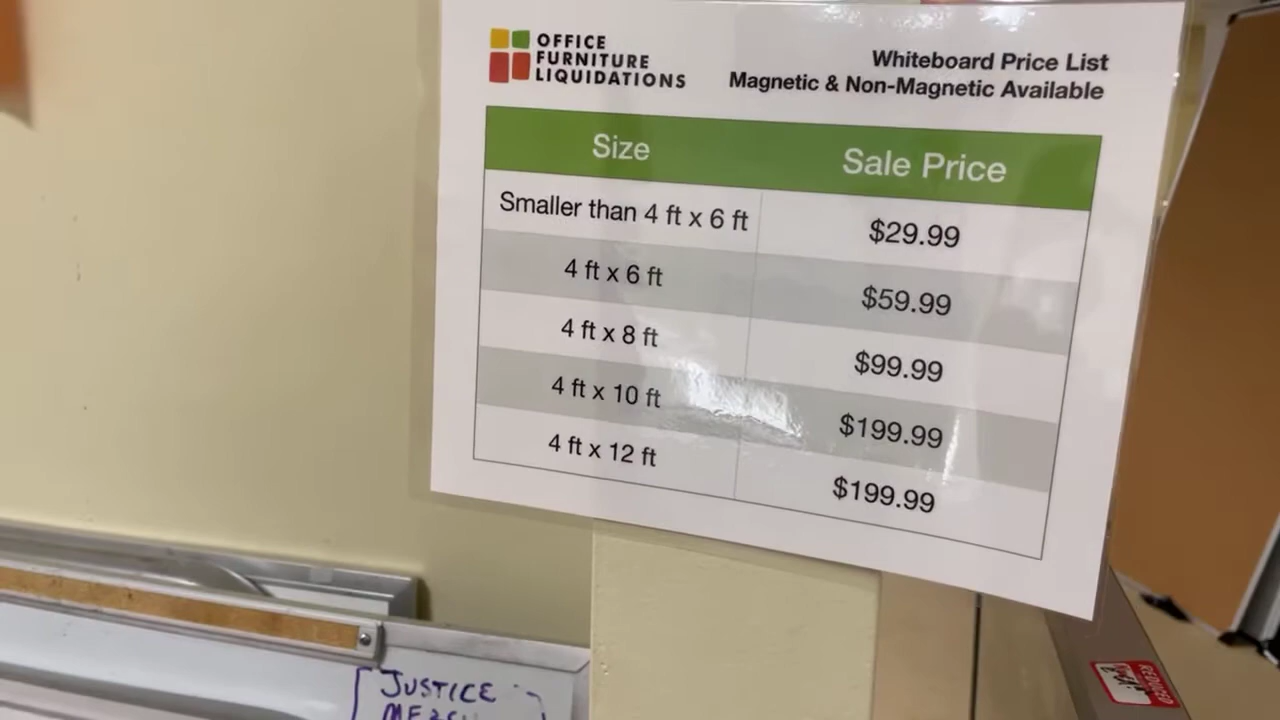 OFFICE
FURNITURE
LIQUIDATIONS
Whiteboard Price List
Magnetic & Non-Magnetic Available
Size Sale Price
Smaller than 4 ft x 6 ft $29.99
4 ft x 6 ft $59.99
4 ft x 8 ft $99.99
4 ft x 10 ft $199.99
4 ft x 12 ft $199.99
JUSTICE
REDUCED